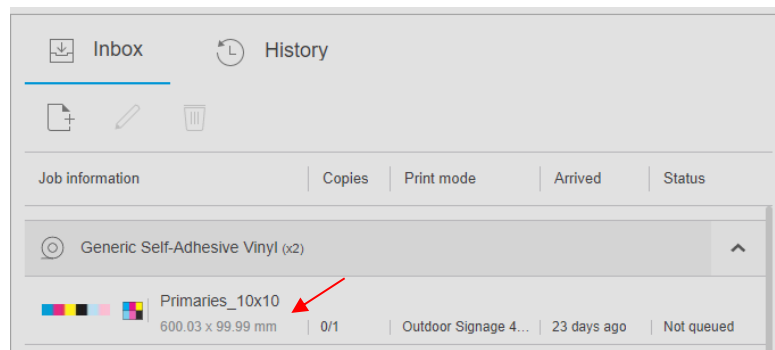 Inbox History
Job information Copies Print mode Arrived Status
Generic Self-Adhesive Vinyl (x2)
Primaries_10x10
600.03 x 99.99 mm 0/1 Outdoor Signage 4... 23 days ago Not queued